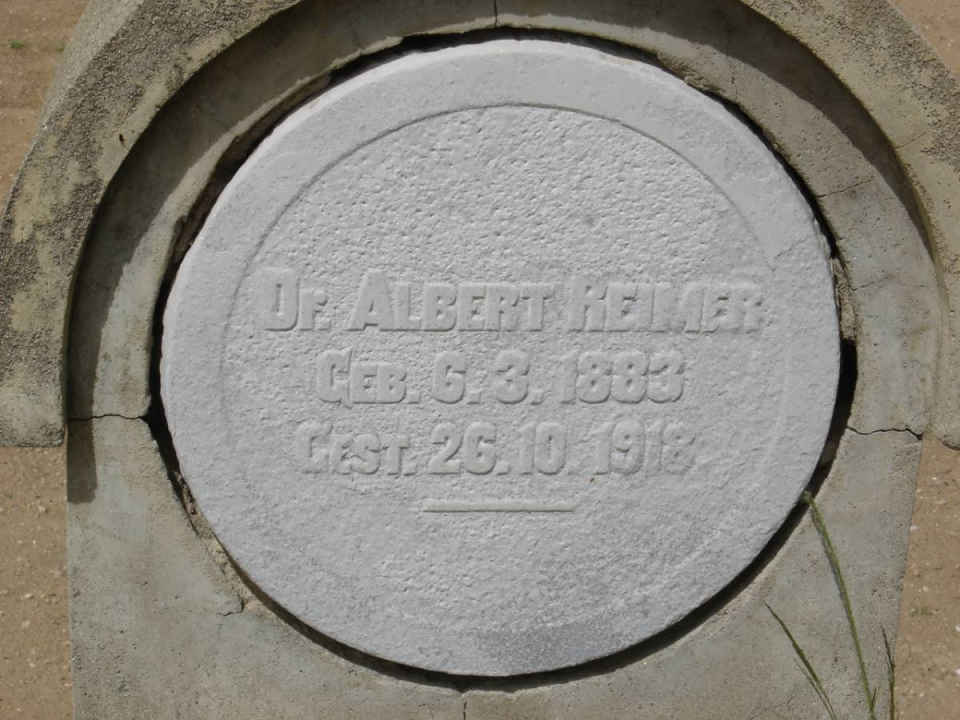 Dr. Albert Reimer
Geb. 6. 3. 1883
Gest. 26. 10. 1918